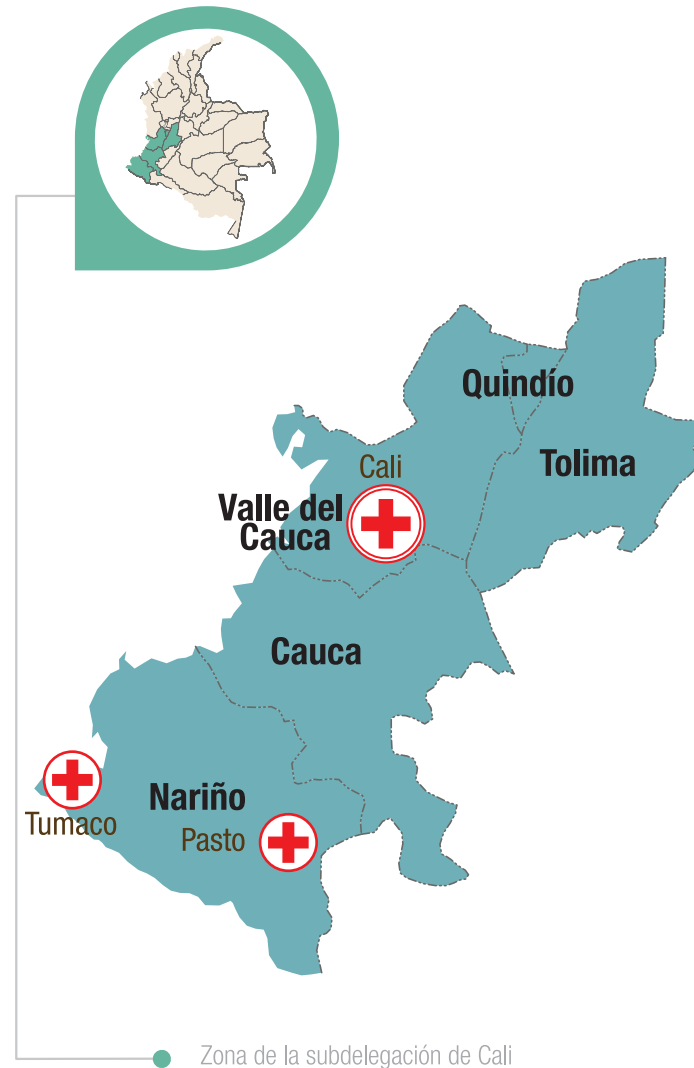 Quindío
Tolima
Cali
Valle del
Cauca
Cauca
Nariño
Tumaco
Pasto
Zona de la subdelegación de Cali